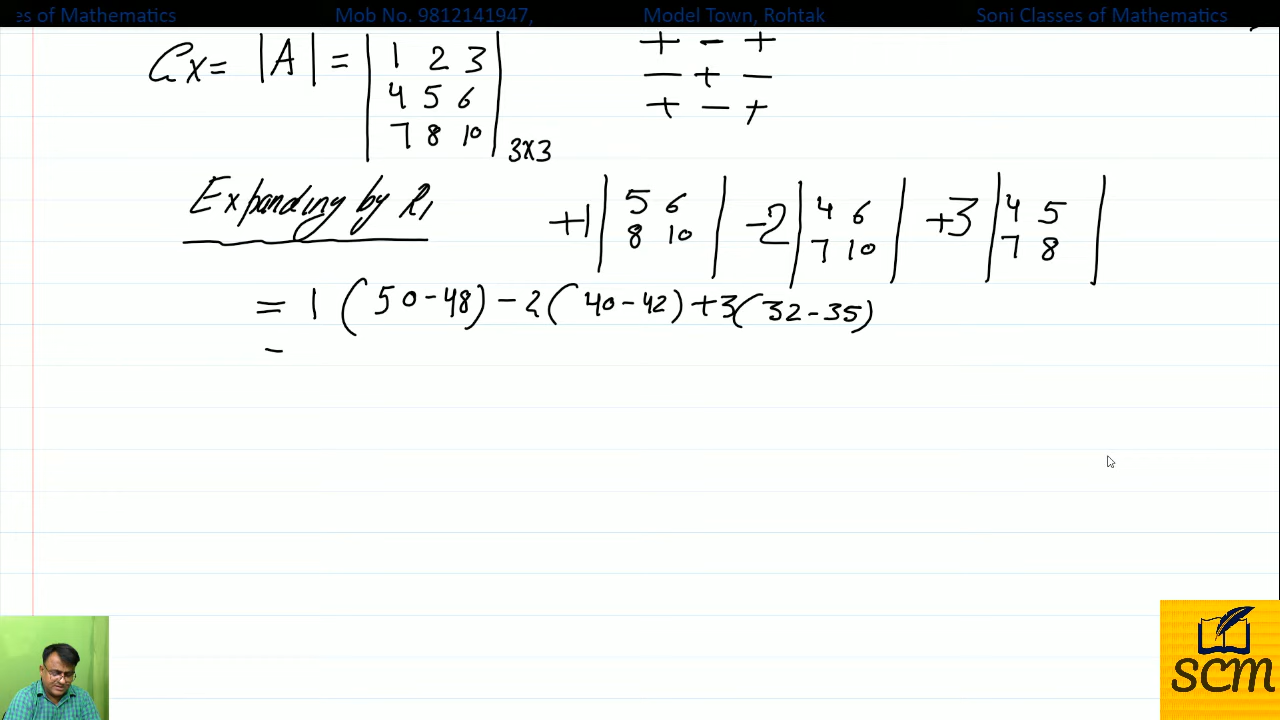 es of Mathematics Mob No. 9812141947, Model Town, Rohtak Soni Classes of Mathematics
Ex= |A| = | 1 2 3 | + - +
| 4 5 6 | - + -
| 7 8 10 | 3x3 + - +
Expanding by R1 +1 | 5 6 | -2 | 4 6 | +3 | 4 5 |
| 8 10 | | 7 10 | | 7 8 |
= 1 (50-48) - 2(40-42) +3(32-35)
=
SCM